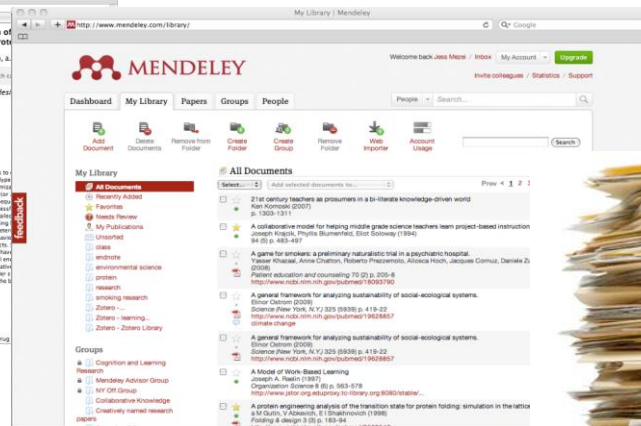 My Library | Mendeley
http://www.mendeley.com/library/
Google
MENDELEY
Welcome back Jess Mezei / Inbox
My Account
Upgrade
Invite colleagues / Statistics / Support
Dashboard
My Library
Papers
Groups
People
People
Search...
Add Document
Delete Documents
Remove from Folder
Create Folder
Create Group
Remove Folder
Web Importer
Account Usage
Search
feedback
My Library
All Documents
Recently Added
Favorites
Needs Review
My Publications
Unsorted
class
endnote
environmental science
protein
research
smoking research
Zotero -...
Zotero - learning...
Zotero - Zotero Library
Groups
Cognition and Learning
Research
Mendeley Advisor Group
NY Off.Group
Collaborative Knowledge
Creatively named research
papers
All Documents
Select...
Add selected documents to...
Prev < 1 2
21st century teachers as prosumers in a bi-literate knowledge-driven world
Ken Komoski (2007)
p. 1303-1311
A collaborative model for helping middle grade science teachers learn project-based instruction
Joseph Krajcik, Phyllis Blumenfeld, Eliot Soloway (1994)
94 (5) p. 483-497
A game for smokers: a preliminary naturalistic trial in a psychiatric hospital.
Yasser Khazaal, Anne Chatton, Roberto Prezzemolo, Allosca Hoch, Jacques Cornuz, Daniele
(2008)
Patient education and counseling 70 (2) p. 205-8
http://www.ncbi.nlm.nih.gov/pubmed/18093790
A general framework for analyzing sustainability of social-ecological systems.
Elinor Ostrom (2009)
Science (New York, N.Y.) 325 (5939) p. 419-22
http://www.ncbi.nlm.nih.gov/pubmed/19628857
climate change
A general framework for analyzing sustainability of social-ecological systems.
Elinor Ostrom (2009)
Science (New York, N.Y.) 325 (5939) p. 419-22
http://www.ncbi.nlm.nih.gov/pubmed/19628857
A Model of Work-Based Learning
Joseph A. Raelin (1997)
Organization Science 8 (6) p. 563-578
http://www.jstor.org.eduproxy.tc-library.org:8080/stable/...
A protein engineering analysis of the transition state for protein folding: simulation in the lattice
a M Gutin, V Abkevich, E I Shakhnovich (1998)
Folding & design 3 (3) p. 183-94